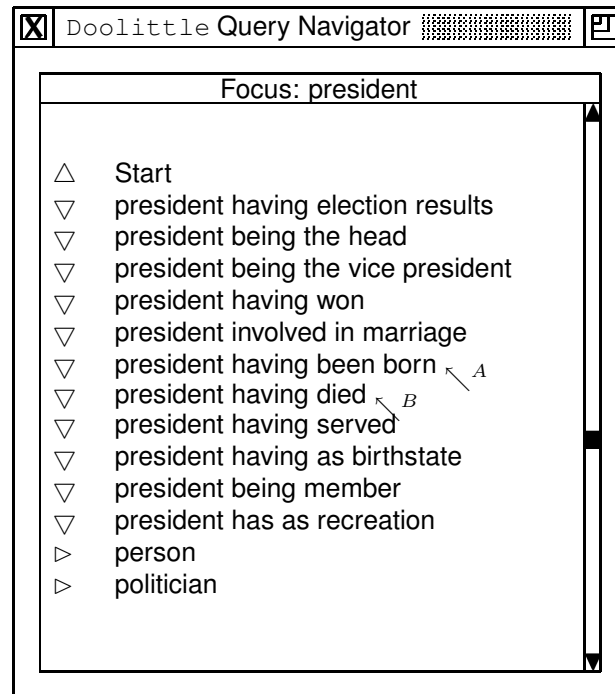 Doolittle Query Navigator
Focus: president
Start
president having election results
president being the head
president being the vice president
president having won
president involved in marriage
president having been born A
president having died B
president having served
president having as birthstate
president being member
president has as recreation
person
politician